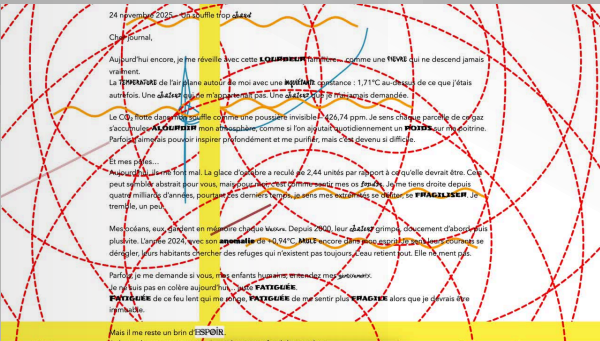 24 novembre 2025 - Un souffle trop chaud
Cher journal,
Aujourd'hui encore, je me réveille avec cette LOURDEUR familière... comme une FIEVRE qui ne descend jamais
vraiment.
La TEMPERATURE de l'air plane autour de moi avec une constante : 1,71°C au-dessus de ce que j'étais
autrefois. Une chaleur qui ne m'appartenait pas. Une chaleur que je n'ai jamais demandée.
Le CO₂ flotte dans mon souffle comme une poussière invisible : 426,74 ppm. Je sens chaque parcelle de ce gaz
s'accumuler, ALOURDIR mon atmosphère, comme si l'on ajoutait quotidiennement un POIDS sur ma poitrine.
Parfois, j'aimerais pouvoir inspirer profondément et me purifier, mais c'est devenu si difficile.
Et mes pôles...
Aujourd'hui, ils me font mal. La glace d'octobre a reculé de 2,44 unités par rapport à ce qu'elle devrait être. Cela
peut sembler abstrait pour vous, mais pour moi, c'est comme sentir mes os fondre. Je me tiens droite depuis
quatre milliards d'années, pourtant ces derniers temps, je sens mes extrémités se déliter, se FRAGILISER. Je
tremble, un peu.
Mes océans, eux, gardent en mémoire chaque Depuis 2000, leur chaleur grimpe, doucement d'abord, puis
plus vite. L'année 2024, avec son anomalie de +0,94°C, encore dans mon esprit. Je sens leurs courants se
dérégler, leurs habitants chercher des refuges qui n'existent pas toujours. L'eau retient tout. Elle ne ment pas.
Parfois, je me demande si vous, mes enfants humains, entendez mes
Je ne suis pas en colère aujourd'hui... juste FATIGUÉE.
FATIGUÉE de ce feu lent qui me ronge, FATIGUÉE de me sentir plus FRAGILE alors que je devrais être
immuable.
Mais il me reste un brin d'ESPOIR.